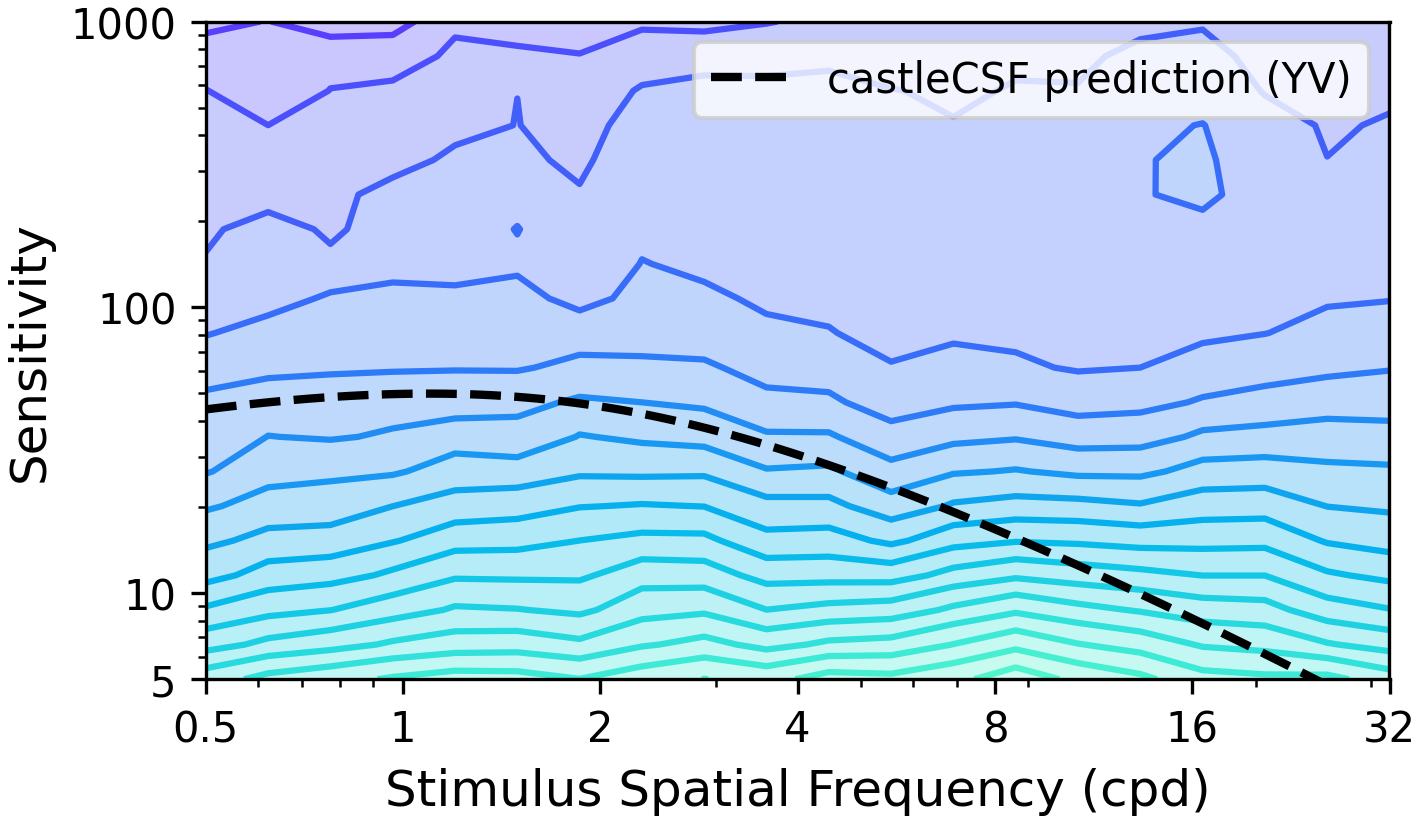 1000
100
10
5
Sensitivity
castleCSF prediction (YV)
0.5 1 2 4 8 16 32
Stimulus Spatial Frequency (cpd)